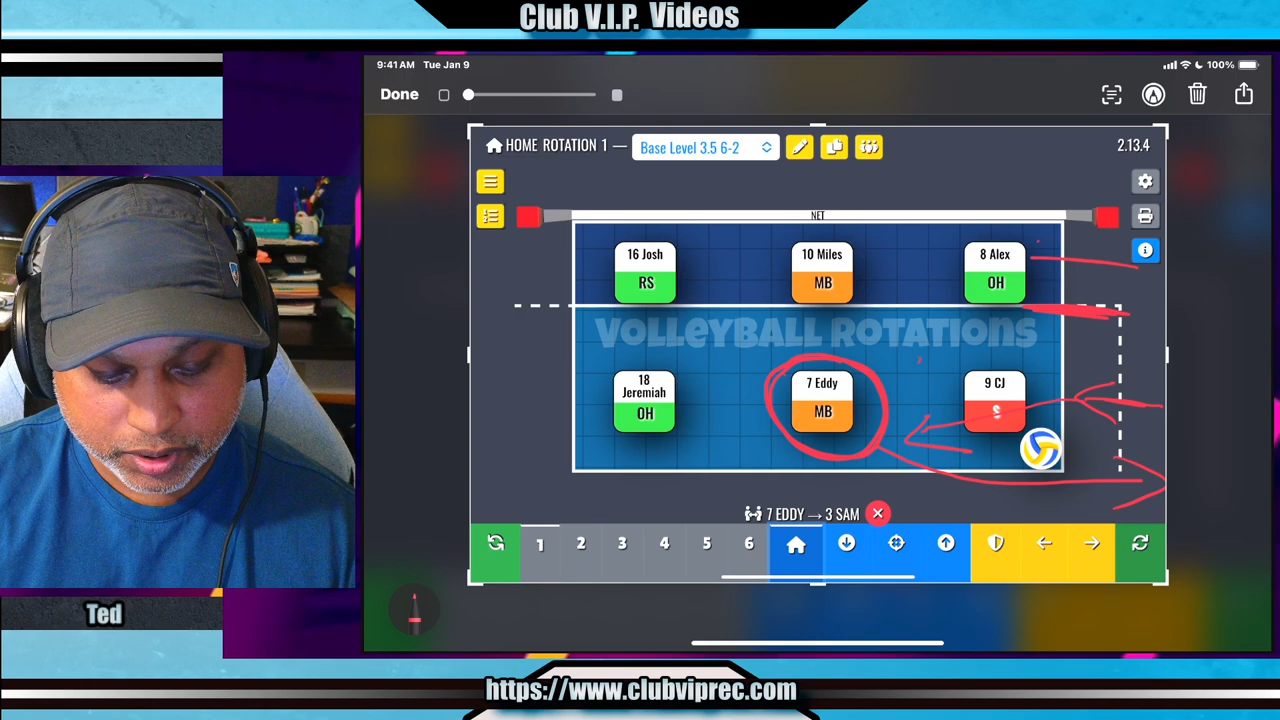 Club V.I.P. Videos
9:41 AM Tue Jan 9
100%
Done
HOME ROTATION 1 —
Base Level 3.5 6-2
2.13.4
NET
16 Josh
RS
10 Miles
MB
8 Alex
OH
VOLLEYBALL ROTATIONS
18
Jeremiah
OH
7 Eddy
MB
9 CJ
S
7 EDDY → 3 SAM
1 2 3 4 5 6
Ted
https://www.clubviprec.com